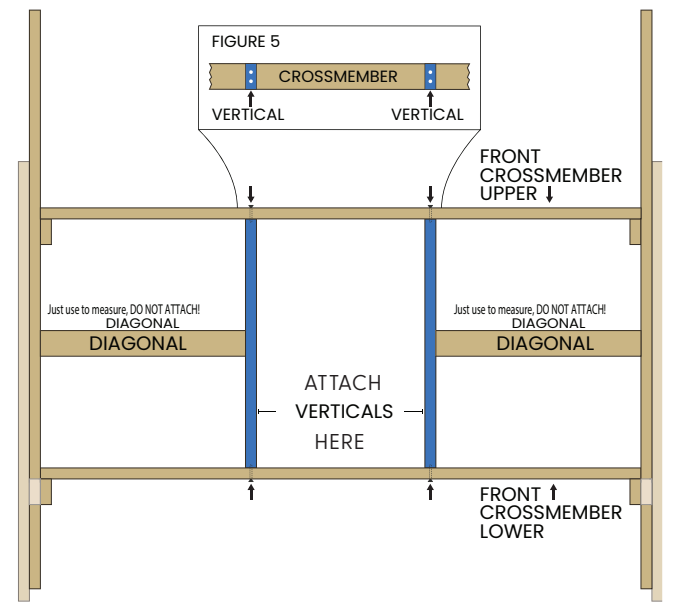 FIGURE 5
CROSSMEMBER
VERTICAL VERTICAL
FRONT
CROSSMEMBER
UPPER
Just use to measure, DO NOT ATTACH!
DIAGONAL
DIAGONAL
Just use to measure, DO NOT ATTACH!
DIAGONAL
DIAGONAL
ATTACH
VERTICALS
HERE
FRONT
CROSSMEMBER
LOWER